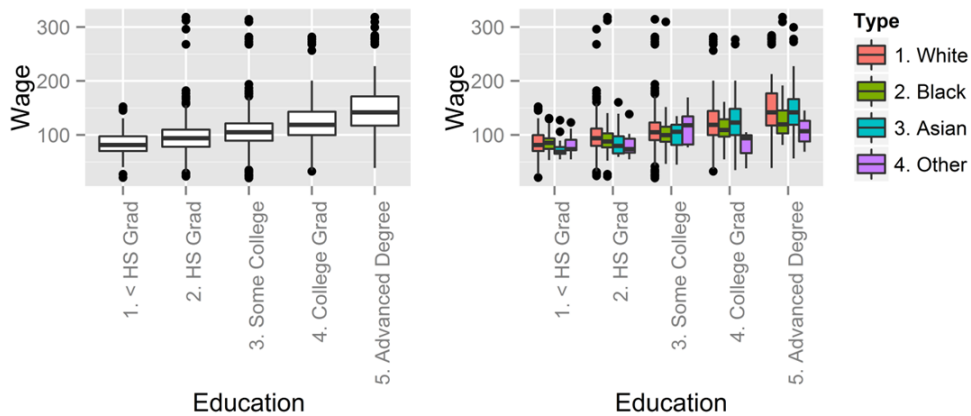 300
200
100
Wage
1. < HS Grad
2. HS Grad
3. Some College
4. College Grad
5. Advanced Degree
Education
300
200
100
Wage
1. < HS Grad
2. HS Grad
3. Some College
4. College Grad
5. Advanced Degree
Education
Type
1. White
2. Black
3. Asian
4. Other